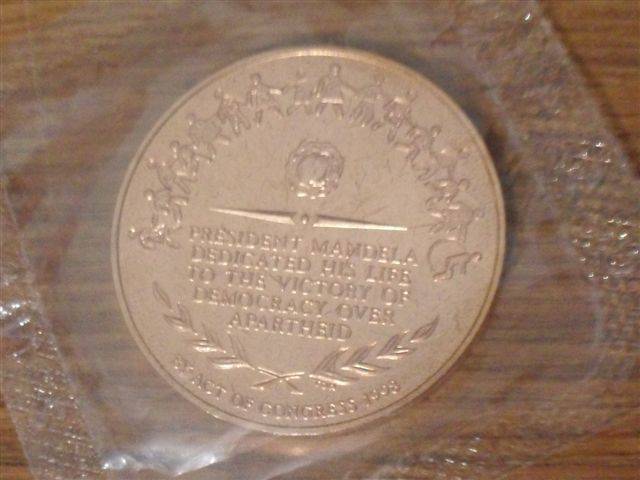 PRESIDENT MANDELA
DEDICATED HIS LIFE
TO THE VICTORY OF
DEMOCRACY OVER
APARTHEID
BY ACT OF CONGRESS 1998